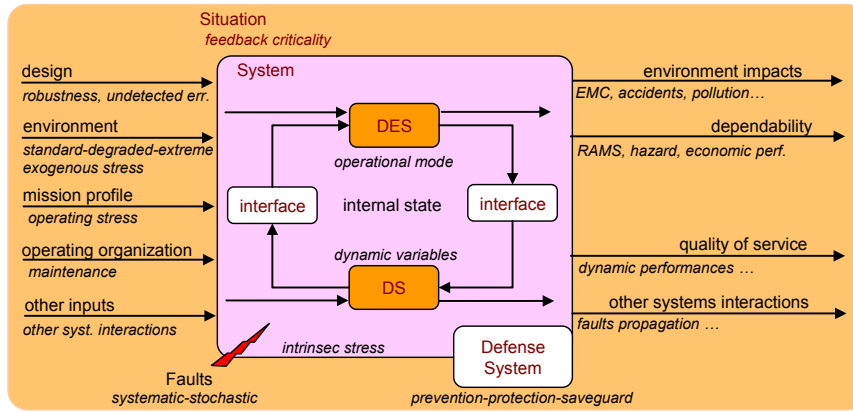 Situation
feedback criticality
design
robustness, undetected err.
environment
standard-degraded-extreme
exogenous stress
mission profile
operating stress
operating organization
maintenance
other inputs
other syst. interactions
Faults
systematic-stochastic
System
DES
operational mode
interface
internal state
interface
dynamic variables
DS
intrinsec stress
Defense
System
prevention-protection-saveguard
environment impacts
EMC, accidents, pollution...
dependability
RAMS, hazard, economic perf.
quality of service
dynamic performances ...
other systems interactions
faults propagation ...